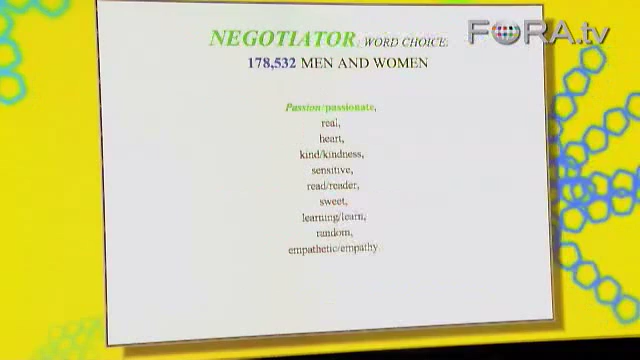 FORA.tv
NEGOTIATOR: WORD CHOICE:
178,532 MEN AND WOMEN
Passion/passionate,
real,
heart,
kind/kindness,
sensitive,
read/reader,
sweet,
learning/learn,
random,
empathetic/empathy